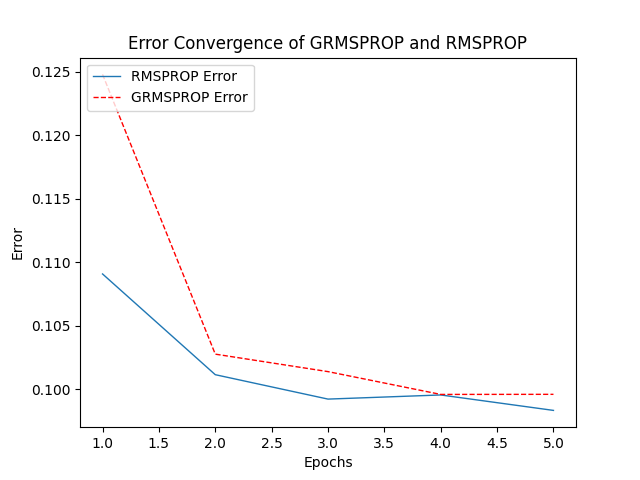 Error Convergence of GRMSPROP and RMSPROP
RMSPROP Error
GRMSPROP Error
0.125
0.120
0.115
0.110
0.105
0.100
Error
1.0 1.5 2.0 2.5 3.0 3.5 4.0 4.5 5.0
Epochs